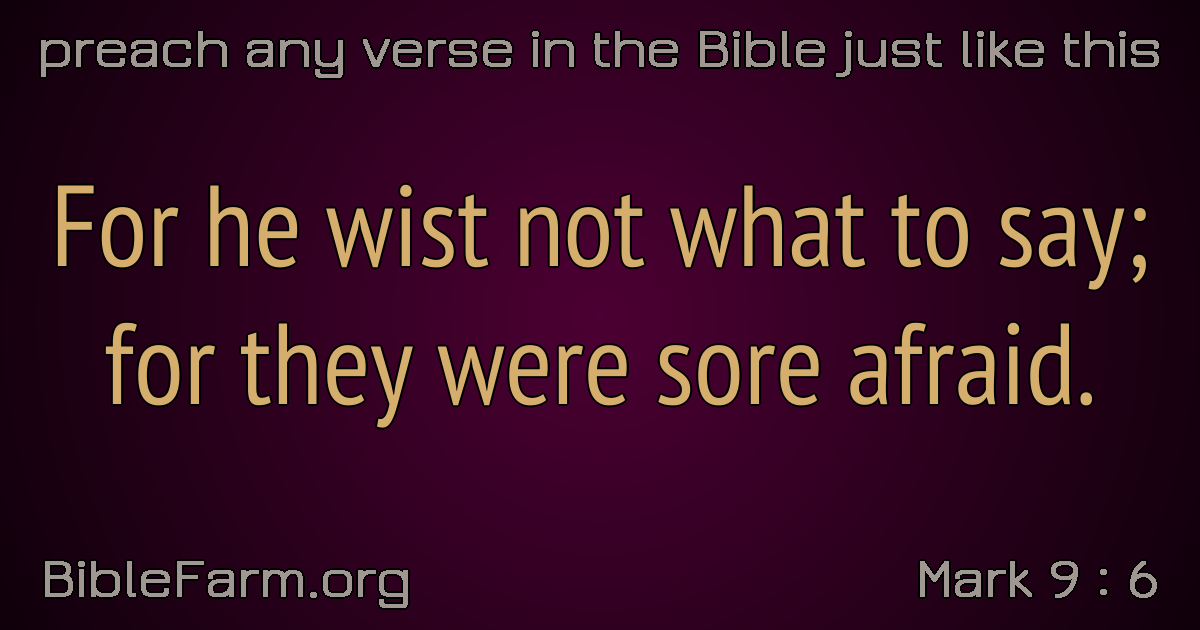 preach any verse in the Bible just like this
For he wist not what to say;
for they were sore afraid.
BibleFarm.org
Mark 9 : 6